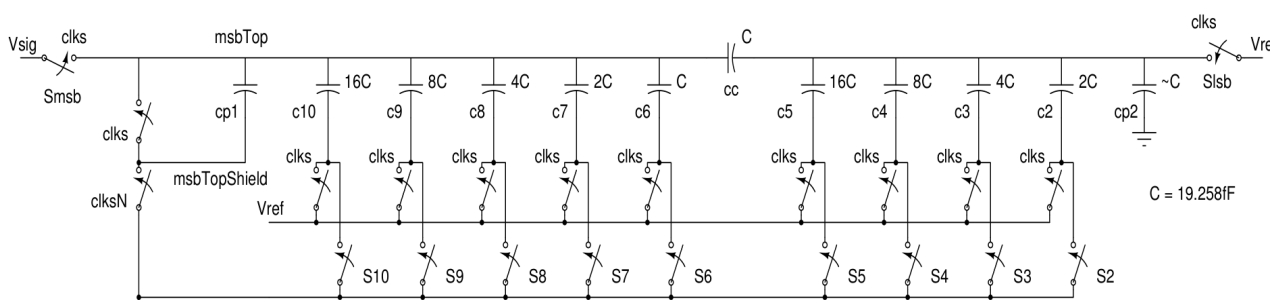 clks
Vsig
clks
msbTop
C
Vre
Smsb
Slsb
16C
8C
4C
2C
C
16C
8C
4C
2C
~C
cp1
c10
c9
c8
c7
c6
cc
c5
c4
c3
c2
cp2
clks
clks
clks
clks
clks
clks
clks
clks
clks
clks
msbTopShield
clksN
Vref
C = 19.258fF
S10
S9
S8
S7
S6
S5
S4
S3
S2